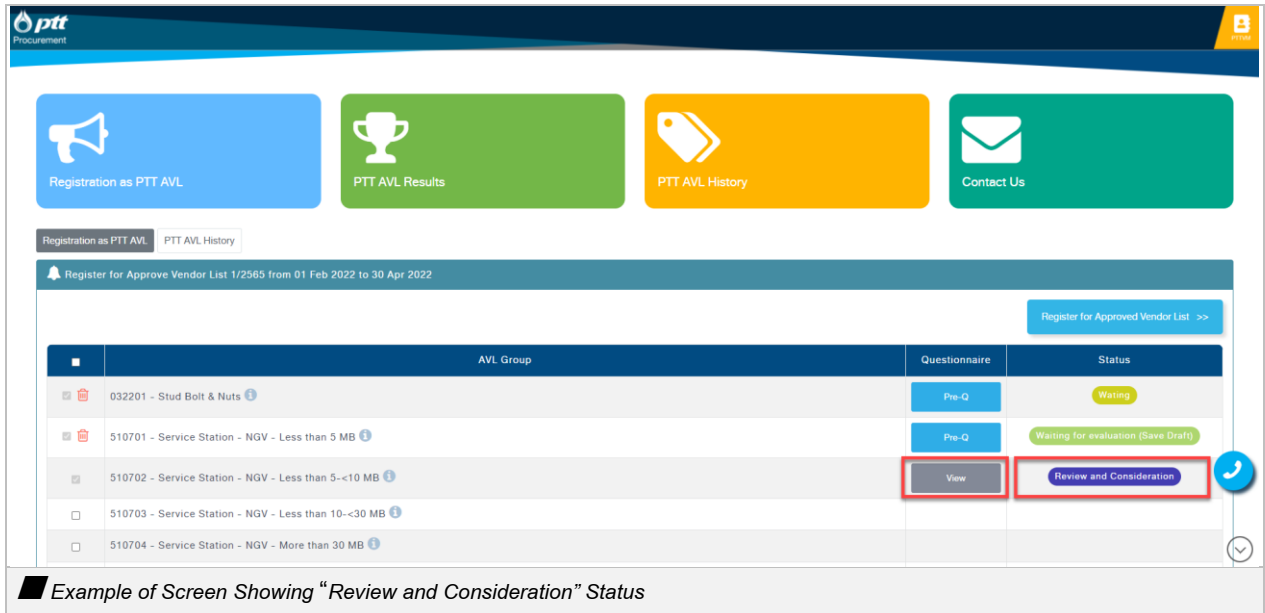 ptt
Procurement
Registration as PTT AVL
PTT AVL Results
PTT AVL History
Contact Us
Registration as PTT AVL PTT AVL History
Register for Approve Vendor List 1/2565 from 01 Feb 2022 to 30 Apr 2022
Register for Approved Vendor List >>
AVL Group Questionnaire Status
032201 - Stud Bolt & Nuts Pre-Q Wating
510701 - Service Station - NGV - Less than 5 MB Pre-Q Waiting for evaluation (Save Draft)
510702 - Service Station - NGV - Less than 5-<10 MB View Review and Consideration
510703 - Service Station - NGV - Less than 10-<30 MB
510704 - Service Station - NGV - More than 30 MB
Example of Screen Showing “Review and Consideration” Status